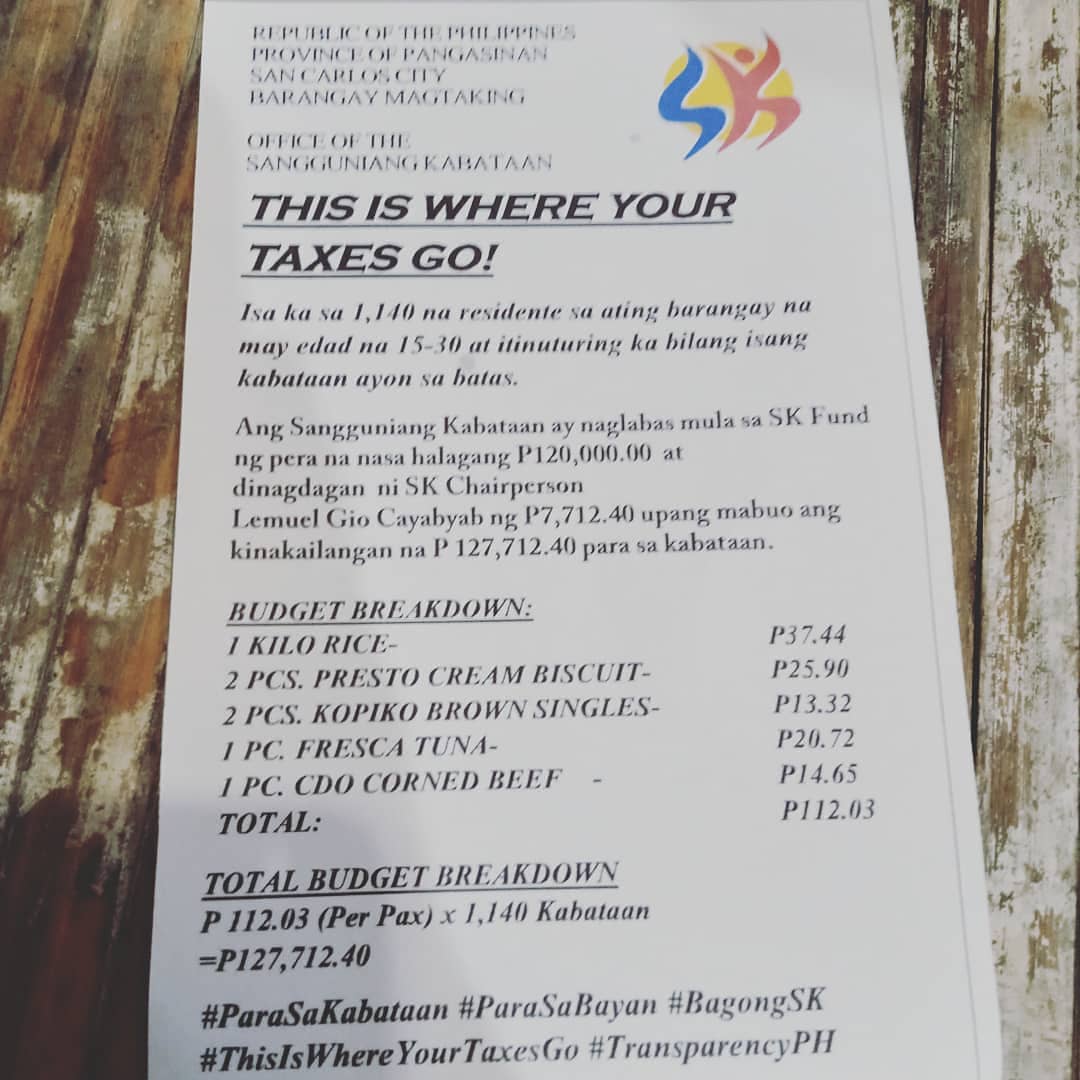 REPUBLIC OF THE PHILIPPINES
PROVINCE OF PANGASINAN
SAN CARLOS CITY
BARANGAY MAGTAKING
OFFICE OF THE
SANGGUNIANG KABATAAN
SK
THIS IS WHERE YOUR
TAXES GO!
Isa ka sa 1,140 na residente sa ating barangay na
may edad na 15-30 at itinuturing ka bilang isang
kabataan ayon sa batas.
Ang Sangguniang Kabataan ay naglabas mula sa SK Fund
ng pera na nasa halagang P120,000.00 at
dinagdagan ni SK Chairperson
Lemuel Gio Cayabyab ng P7,712.40 upang mabuo ang
kinakailangan na P 127,712.40 para sa kabataan.
BUDGET BREAKDOWN:
1 KILO RICE- P37.44
2 PCS. PRESTO CREAM BISCUIT- P25.90
2 PCS. KOPIKO BROWN SINGLES- P13.32
1 PC. FRESCA TUNA- P20.72
1 PC. CDO CORNED BEEF - P14.65
TOTAL: P112.03
TOTAL BUDGET BREAKDOWN
P 112.03 (Per Pax) x 1,140 Kabataan
=P127,712.40
#ParaSaKabataan #ParaSaBayan #BagongSK
#ThisIsWhereYourTaxesGo #TransparencyPH